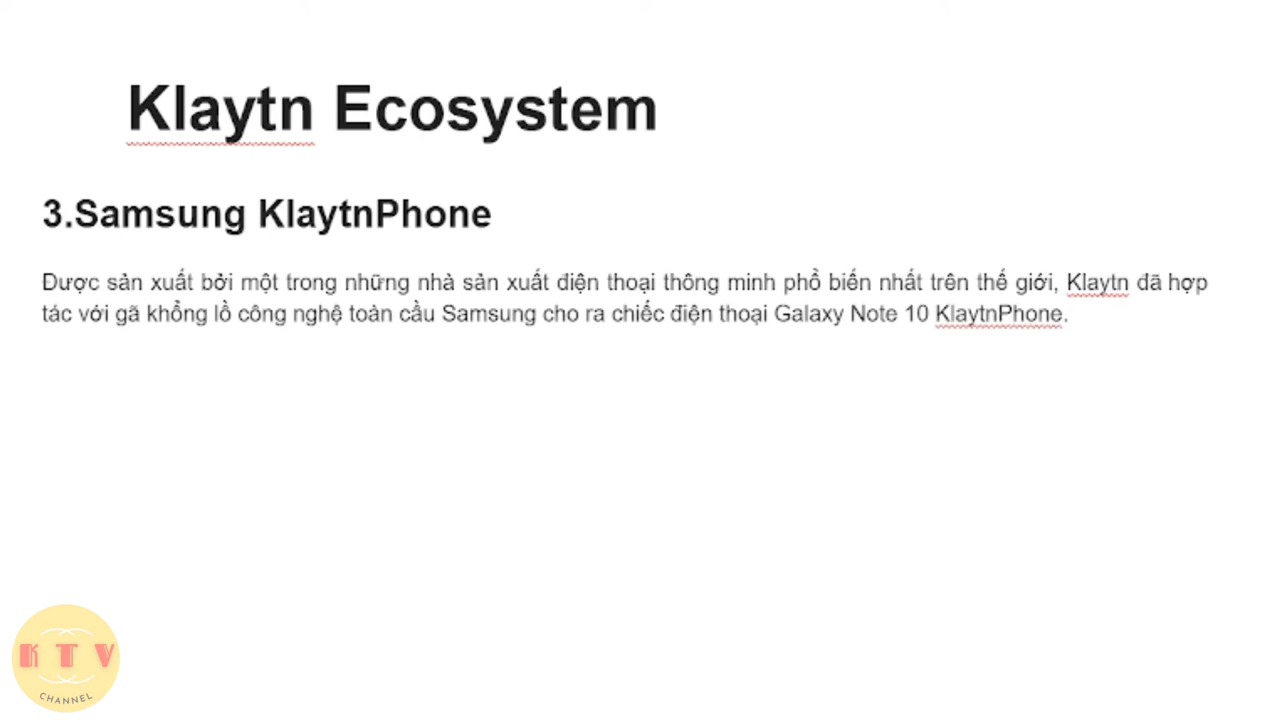 Klaytn Ecosystem
3.Samsung KlaytnPhone
Được sản xuất bởi một trong những nhà sản xuất điện thoại thông minh phổ biến nhất trên thế giới, Klaytn đã hợp
tác với gã khổng lồ công nghệ toàn cầu Samsung cho ra chiếc điện thoại Galaxy Note 10 KlaytnPhone.
KTV
CHANNEL